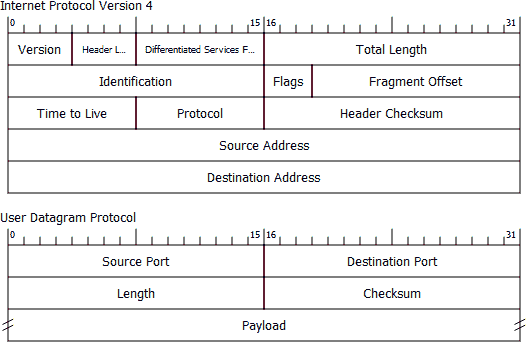 Internet Protocol Version 4
0 15 16 31
Version Header L... Differentiated Services F... Total Length
Identification Flags Fragment Offset
Time to Live Protocol Header Checksum
Source Address
Destination Address
User Datagram Protocol
0 15 16 31
Source Port Destination Port
Length Checksum
Payload